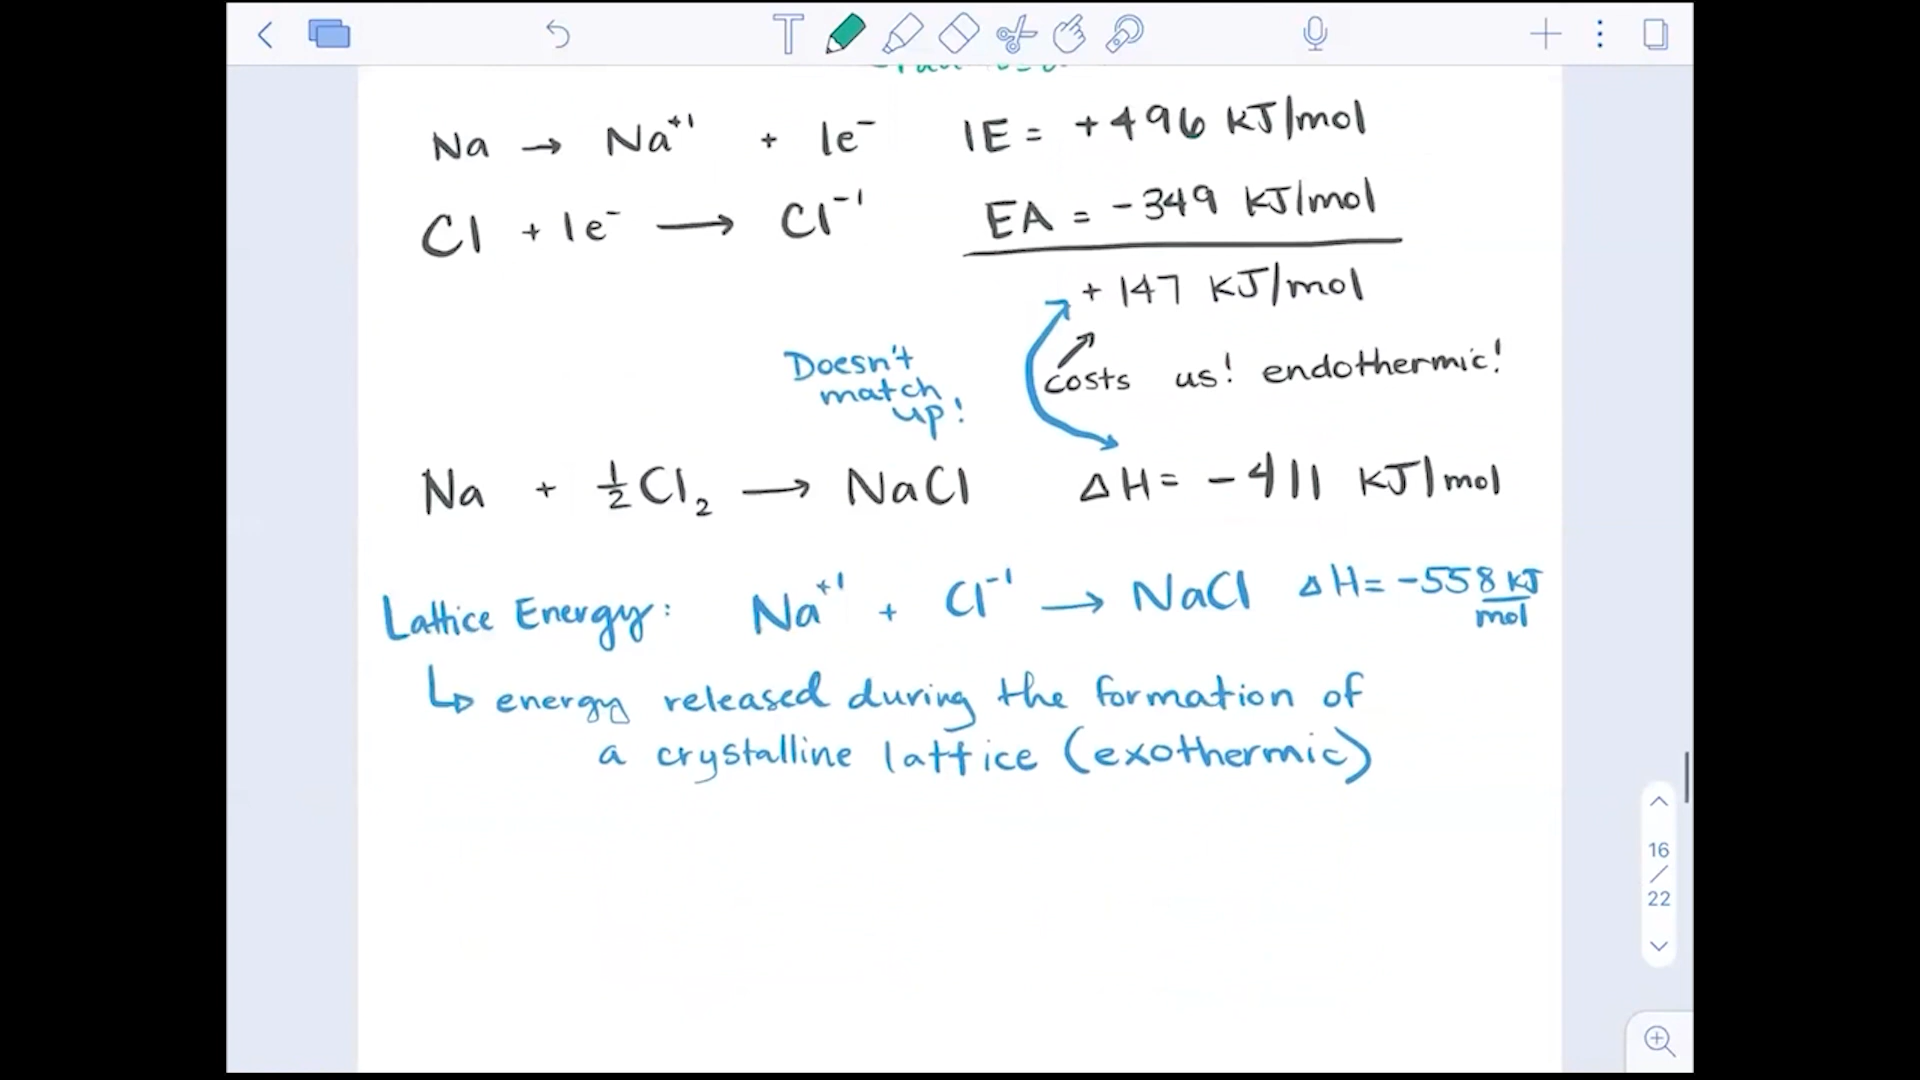 Na → Na⁺¹ + 1e⁻ IE = +496 KJ/mol
Cl + 1e⁻ → Cl⁻¹ EA = -349 KJ/mol
+ 147 KJ/mol
Doesn't
match
up!
costs us! endothermic!
Na + ½Cl₂ → NaCl ΔH = -411 KJ/mol
Lattice Energy: Na⁺¹ + Cl⁻¹ → NaCl ΔH = -558 KJ/mol
↳ energy released during the formation of
a crystalline lattice (exothermic)
16
/
22